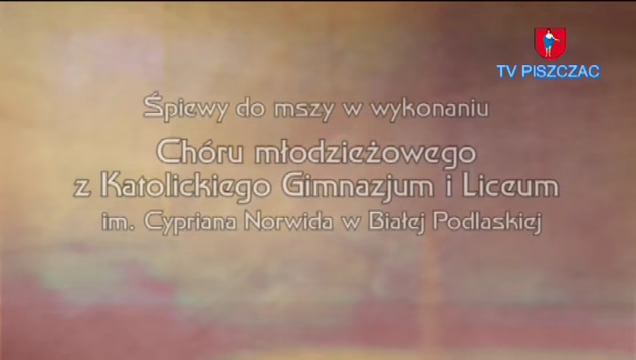 TV PISZCZAC
Śpiewy do mszy w wykonaniu
Chóru młodzieżowego
z Katolickiego Gimnazjum i Liceum
im. Cypriana Norwida w Białej Podlaskiej